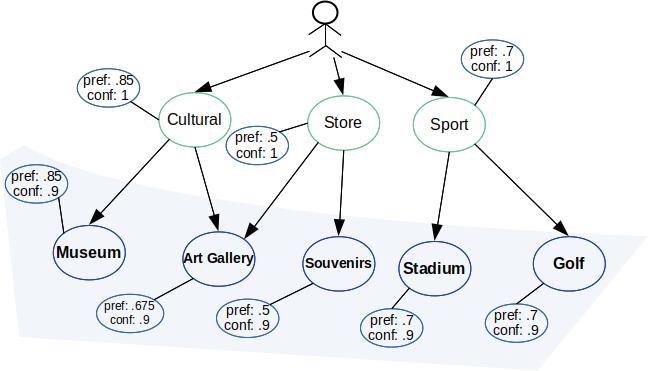 pref: .7
conf: 1
pref: .85
conf: 1
Cultural
Store
Sport
pref: .5
conf: 1
pref: .85
conf: .9
Museum
Art Gallery
Souvenirs
Stadium
Golf
pref: .675
conf: .9
pref: .5
conf: .9
pref: .7
conf: .9
pref: .7
conf: .9